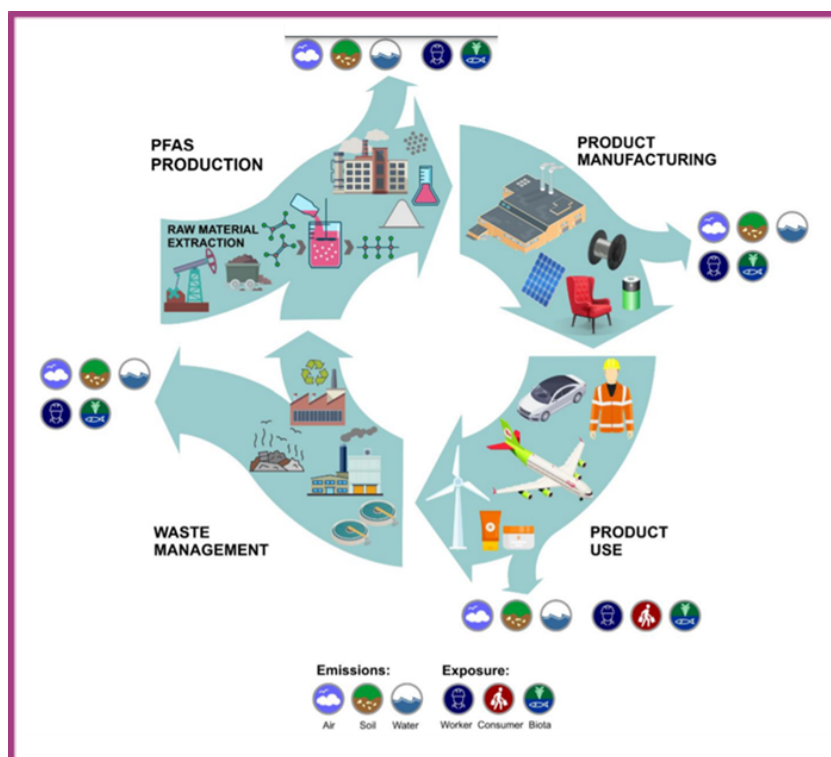 PFAS
PRODUCTION
PRODUCT
MANUFACTURING
RAW MATERIAL
EXTRACTION
WASTE
MANAGEMENT
PRODUCT
USE
Emissions:
Exposure:
Air
Soil
Water
Worker
Consumer
Biota